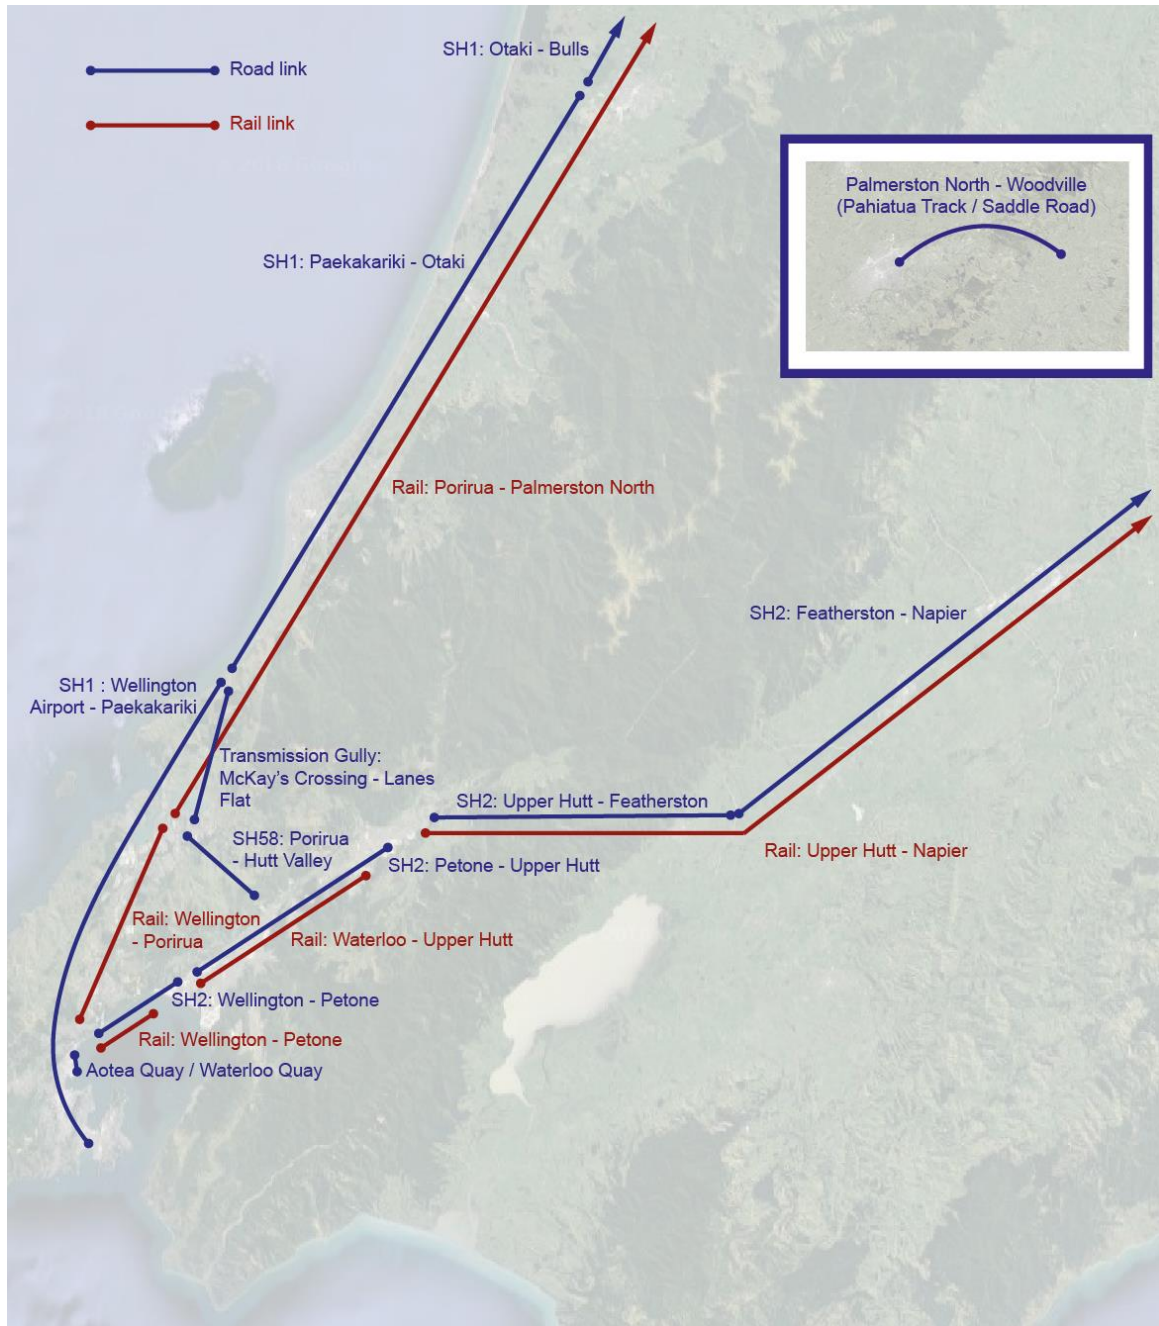 SH1: Otaki - Bulls
Road link
Rail link
Palmerston North - Woodville
(Pahiatua Track / Saddle Road)
SH1: Paekakariki - Otaki
Rail: Porirua - Palmerston North
SH2: Featherston - Napier
SH1 : Wellington
Airport - Paekakariki
Transmission Gully:
McKay's Crossing - Lanes
Flat
SH2: Upper Hutt - Featherston
SH58: Porirua
- Hutt Valley
Rail: Upper Hutt - Napier
SH2: Petone - Upper Hutt
Rail: Wellington
- Porirua
Rail: Waterloo - Upper Hutt
SH2: Wellington - Petone
Rail: Wellington - Petone
Aotea Quay / Waterloo Quay